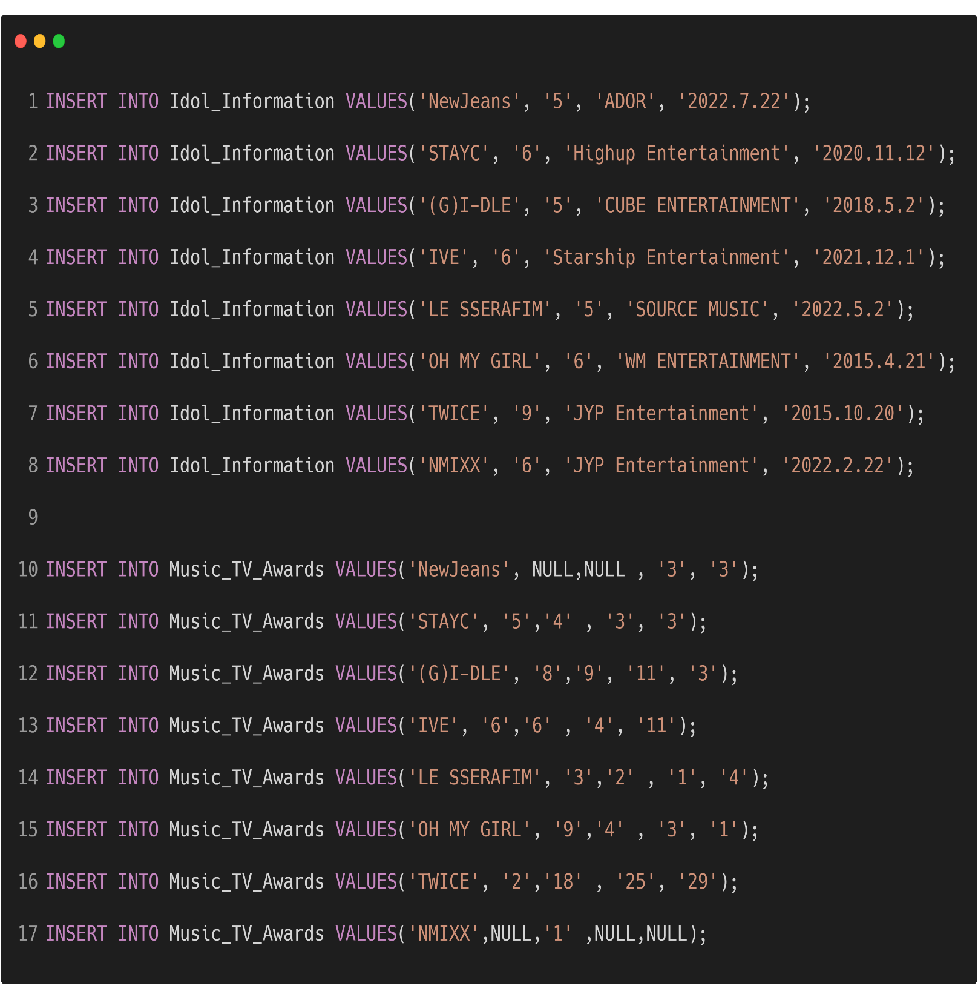 1 INSERT INTO Idol_Information VALUES('NewJeans', '5', 'ADOR', '2022.7.22');
2 INSERT INTO Idol_Information VALUES('STAYC', '6', 'Highup Entertainment', '2020.11.12');
3 INSERT INTO Idol_Information VALUES('(G)I-DLE', '5', 'CUBE ENTERTAINMENT', '2018.5.2');
4 INSERT INTO Idol_Information VALUES('IVE', '6', 'Starship Entertainment', '2021.12.1');
5 INSERT INTO Idol_Information VALUES('LE SSERAFIM', '5', 'SOURCE MUSIC', '2022.5.2');
6 INSERT INTO Idol_Information VALUES('OH MY GIRL', '6', 'WM ENTERTAINMENT', '2015.4.21');
7 INSERT INTO Idol_Information VALUES('TWICE', '9', 'JYP Entertainment', '2015.10.20');
8 INSERT INTO Idol_Information VALUES('NMIXX', '6', 'JYP Entertainment', '2022.2.22');
9
10 INSERT INTO Music_TV_Awards VALUES('NewJeans', NULL,NULL , '3', '3');
11 INSERT INTO Music_TV_Awards VALUES('STAYC', '5','4' , '3', '3');
12 INSERT INTO Music_TV_Awards VALUES('(G)I-DLE', '8','9', '11', '3');
13 INSERT INTO Music_TV_Awards VALUES('IVE', '6','6' , '4', '11');
14 INSERT INTO Music_TV_Awards VALUES('LE SSERAFIM', '3','2' , '1', '4');
15 INSERT INTO Music_TV_Awards VALUES('OH MY GIRL', '9','4' , '3', '1');
16 INSERT INTO Music_TV_Awards VALUES('TWICE', '2','18' , '25', '29');
17 INSERT INTO Music_TV_Awards VALUES('NMIXX',NULL,'1' ,NULL,NULL);